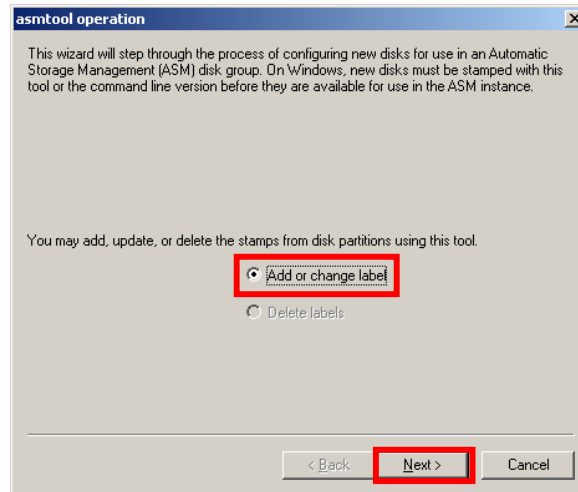 asmtool operation
This wizard will step through the process of configuring new disks for use in an Automatic
Storage Management (ASM) disk group. On Windows, new disks must be stamped with this
tool or the command line version before they are available for use in the ASM instance.
You may add, update, or delete the stamps from disk partitions using this tool.
Add or change label
Delete labels
< Back
Next >
Cancel